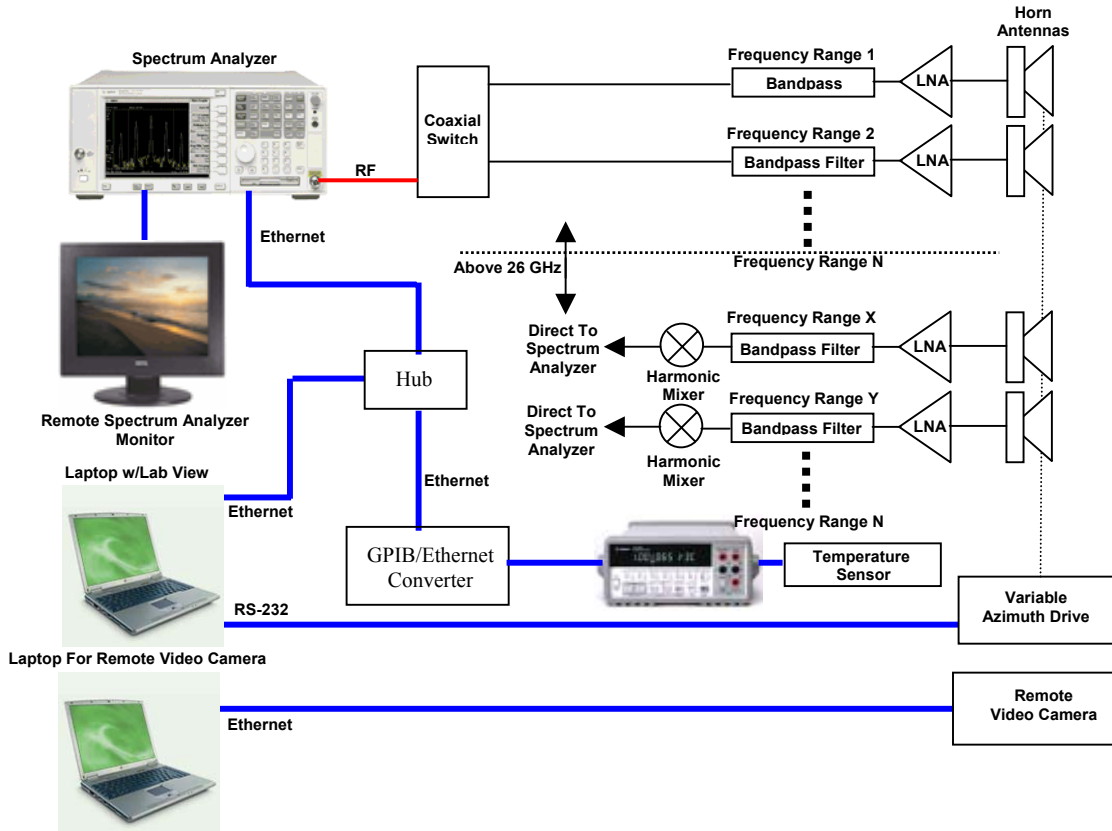 Horn
Antennas
Spectrum Analyzer
Frequency Range 1
Bandpass
LNA
Coaxial
Switch
Frequency Range 2
Bandpass Filter
LNA
RF
Ethernet
Above 26 GHz
Frequency Range N
Direct To
Spectrum
Analyzer
Harmonic
Mixer
Frequency Range X
Bandpass Filter
LNA
Hub
Remote Spectrum Analyzer
Monitor
Direct To
Spectrum
Analyzer
Harmonic
Mixer
Frequency Range Y
Bandpass Filter
LNA
Laptop w/Lab View
Ethernet
Ethernet
Frequency Range N
GPIB/Ethernet
Converter
Temperature
Sensor
RS-232
Variable
Azimuth Drive
Laptop For Remote Video Camera
Ethernet
Remote
Video Camera